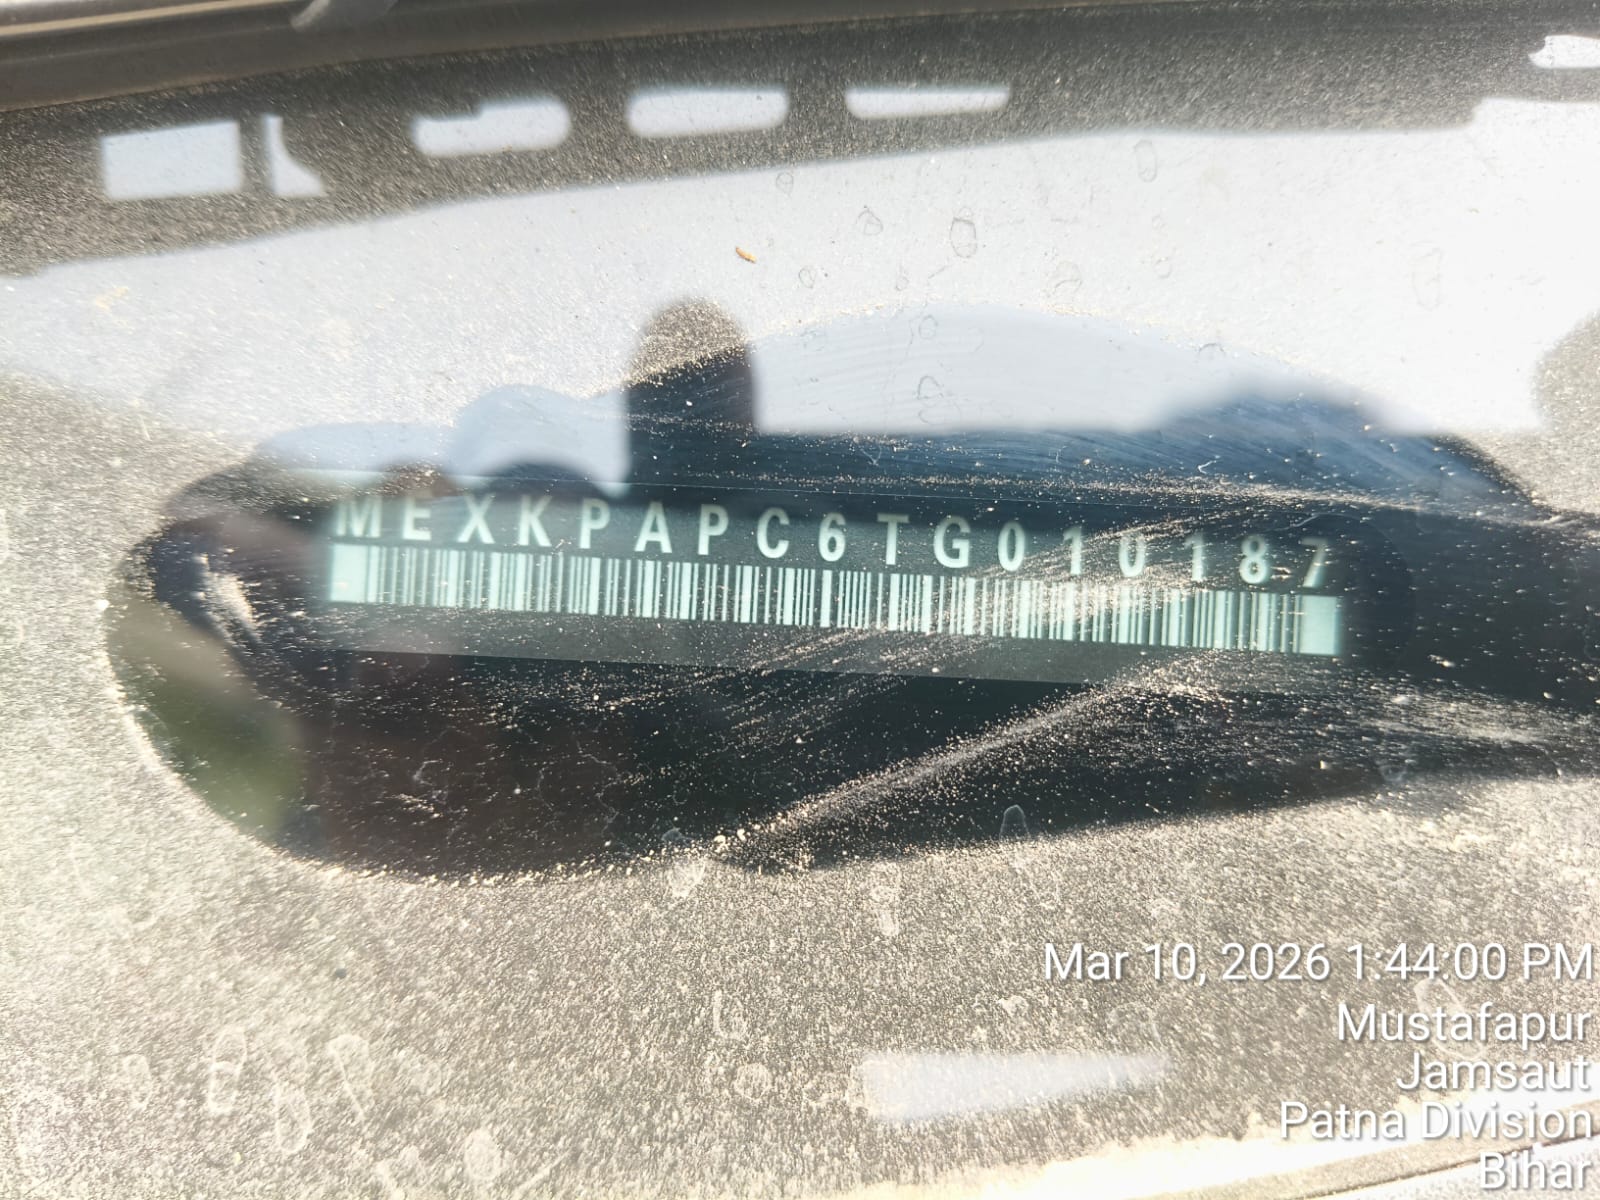 MEXKPAPC6TG010187
Mar 10, 2026 1:44:00 PM
Mustafapur
Jamsaut
Patna Division
Bihar